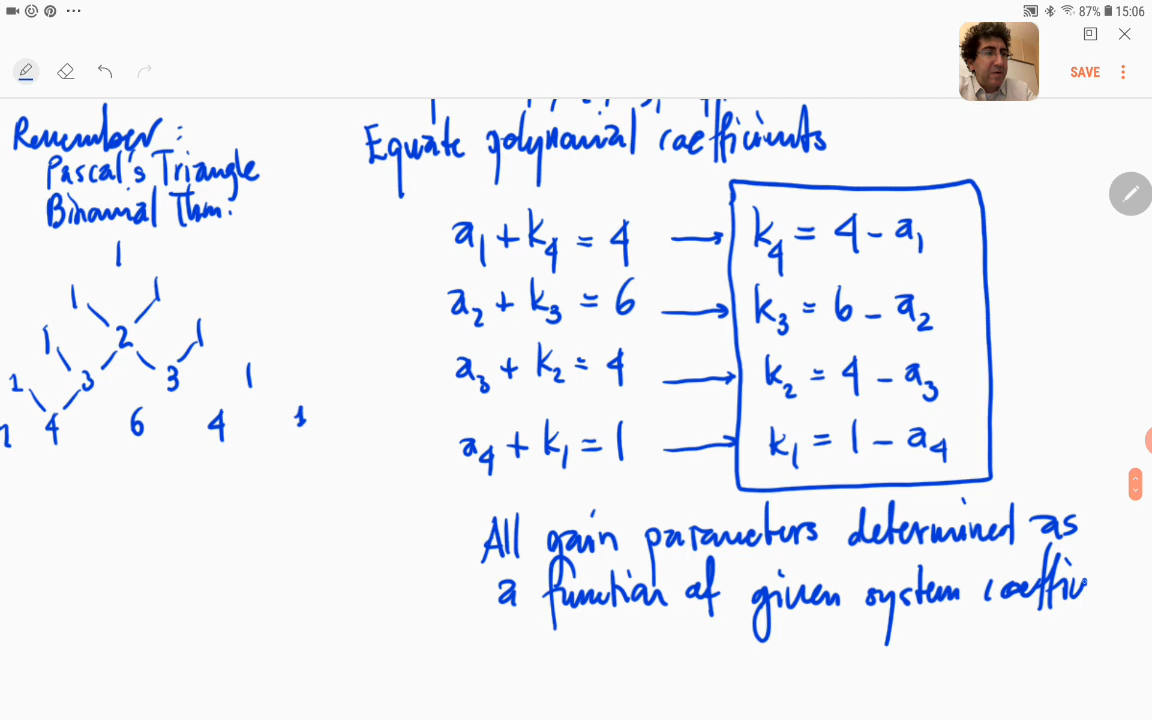 87% 15:06
SAVE
Remember:
Pascal's Triangle
Binomial Thm:
1
1 1
1 2 1
1 3 3 1
1 4 6 4 1
Equate polynomial coefficients
a₁ + k₄ = 4 → k₄ = 4 - a₁
a₂ + k₃ = 6 → k₃ = 6 - a₂
a₃ + k₂ = 4 → k₂ = 4 - a₃
a₄ + k₁ = 1 → k₁ = 1 - a₄
All gain parameters determined as
a function of given system coeffic